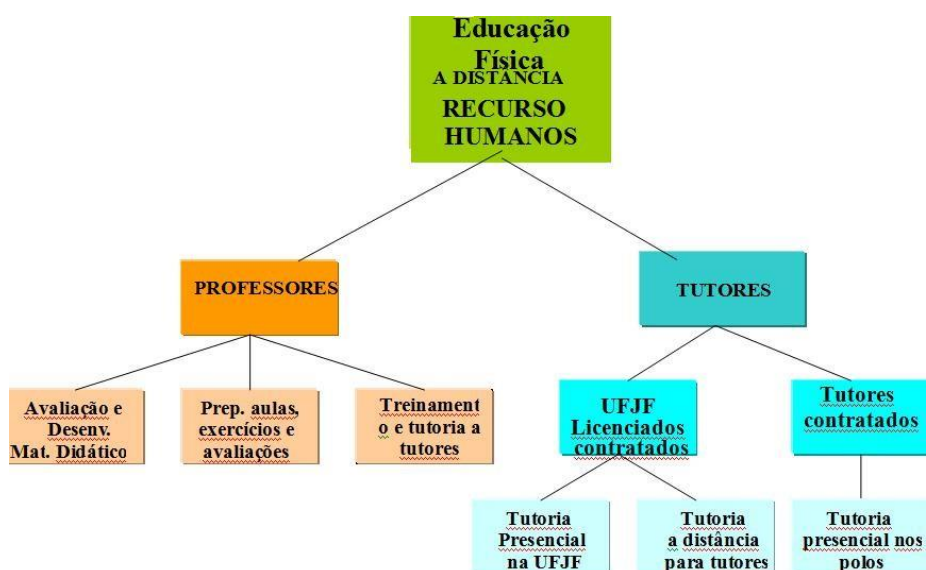 Educação
Física
A DISTANCIA
RECURSO
HUMANOS
PROFESSORES
TUTORES
Avaliação e
Desenv.
Mat. Didático
Prep. aulas,
exercícios e
avaliações
Treinament
o e tutoria a
tutores
UFJF
Licenciados
contratados
Tutores
contratados
Tutoria
Presencial
na UFJF
Tutoria
a distância
para tutores
Tutoria
presencial nos
polos